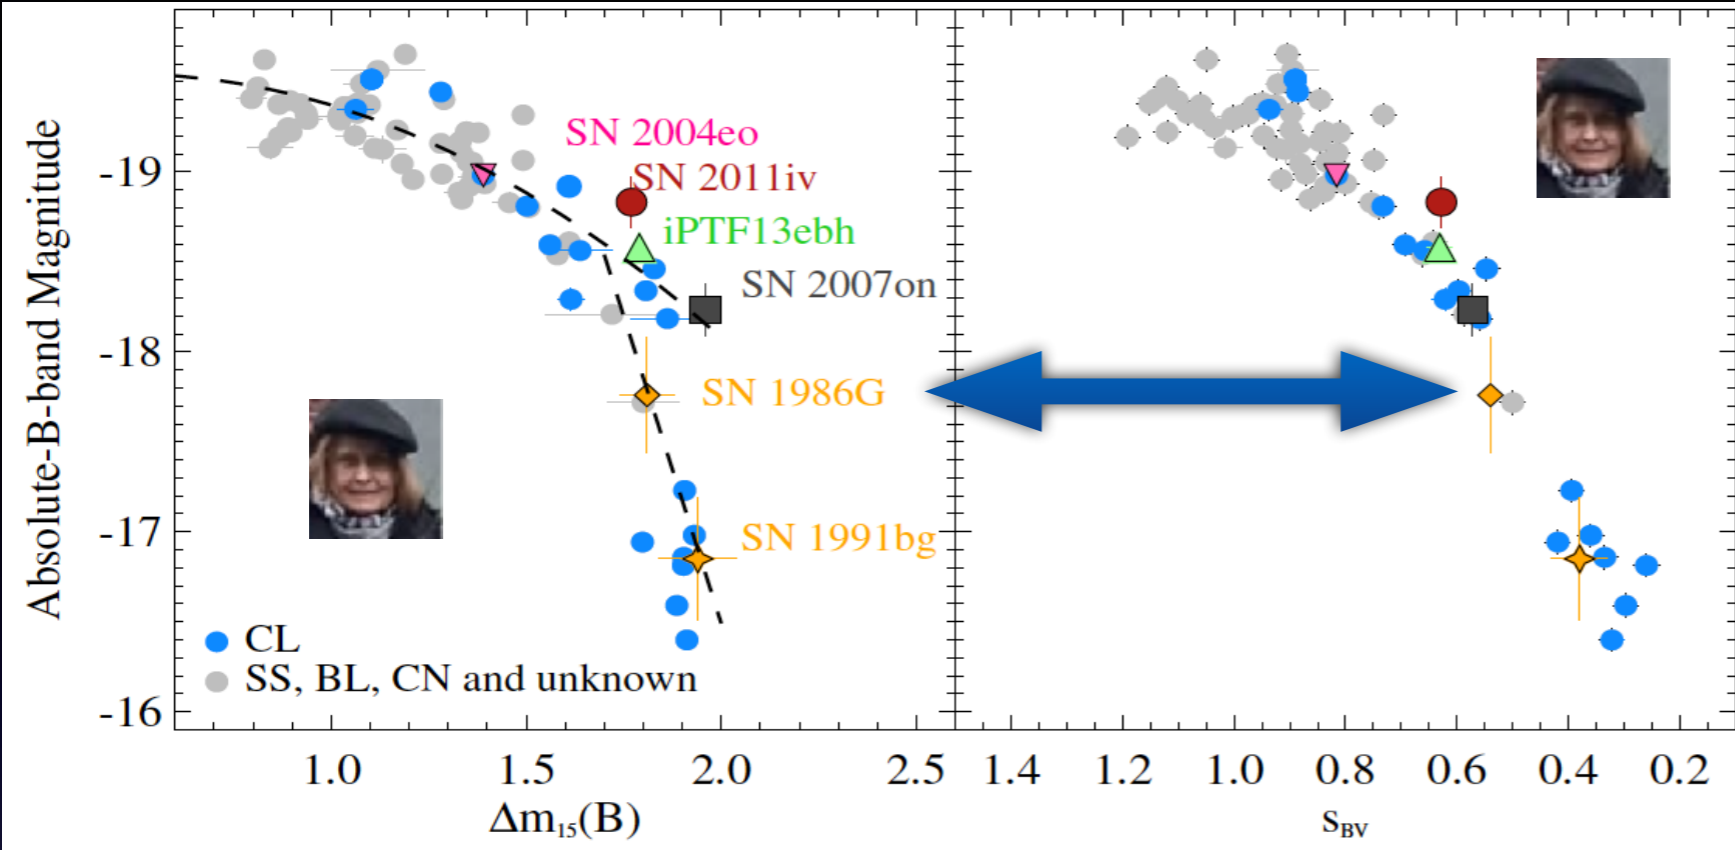 Absolute-B-band Magnitude
-19
-18
-17
-16
SN 2004eo
SN 2011iv
iPTF13ebh
SN 2007on
SN 1986G
SN 1991bg
CL
SS, BL, CN and unknown
1.0 1.5 2.0 2.5
Δm₁₅(B)
1.4 1.2 1.0 0.8 0.6 0.4 0.2
s_BV